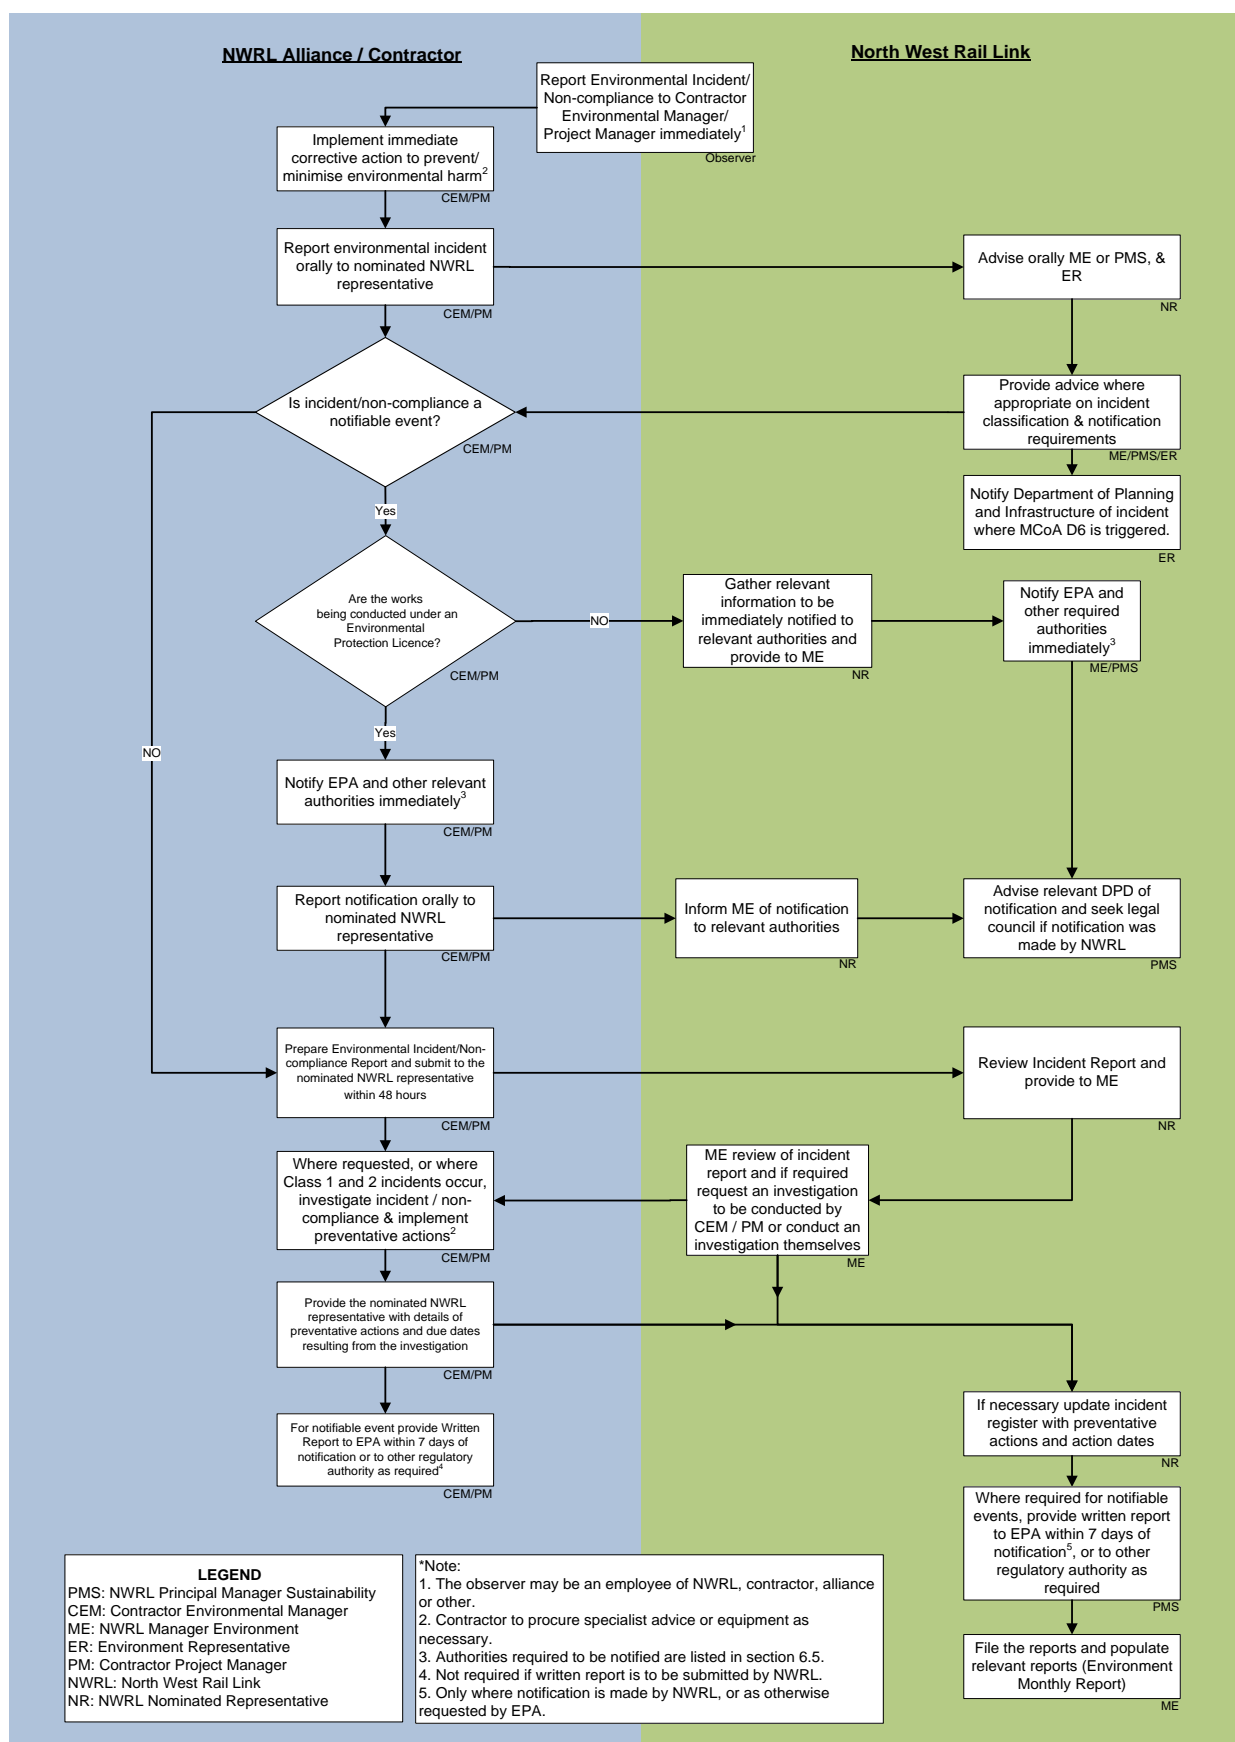 NWRL Alliance / Contractor
North West Rail Link
Report Environmental Incident/
Non-compliance to Contractor
Environmental Manager/
Project Manager immediately1
Observer
Implement immediate
corrective action to prevent/
minimise environmental harm2
CEM/PM
Report environmental incident
orally to nominated NWRL
representative
CEM/PM
Advise orally ME or PMS, &
ER
NR
Is incident/non-compliance a
notifiable event?
CEM/PM
Provide advice where
appropriate on incident
classification & notification
requirements
ME/PMS/ER
Yes
Notify Department of Planning
and Infrastructure of incident
where MCoA D6 is triggered.
ER
Are the works
being conducted under an
Environmental
Protection Licence?
CEM/PM
NO
Gather relevant
information to be
immediately notified to
relevant authorities and
provide to ME
NR
Notify EPA and
other required
authorities
immediately3
ME/PMS
Yes
NO
Notify EPA and other relevant
authorities immediately3
CEM/PM
Report notification orally to
nominated NWRL
representative
CEM/PM
Inform ME of notification
to relevant authorities
NR
Advise relevant DPD of
notification and seek legal
council if notification was
made by NWRL
PMS
Prepare Environmental Incident/Non-
compliance Report and submit to the
nominated NWRL representative
within 48 hours
CEM/PM
Review Incident Report and
provide to ME
NR
Where requested, or where
Class 1 and 2 incidents occur,
investigate incident / non-
compliance & implement
preventative actions2
CEM/PM
ME review of incident
report and if required
request an investigation
to be conducted by
CEM / PM or conduct an
investigation themselves
ME
Provide the nominated NWRL
representative with details of
preventative actions and due dates
resulting from the investigation
CEM/PM
If necessary update incident
register with preventative
actions and action dates
NR
For notifiable event provide Written
Report to EPA within 7 days of
notification or to other regulatory
authority as required4
CEM/PM
Where required for notifiable
events, provide written report
to EPA within 7 days of
notification5, or to other
regulatory authority as
required
PMS
File the reports and populate
relevant reports (Environment
Monthly Report)
ME
LEGEND
PMS: NWRL Principal Manager Sustainability
CEM: Contractor Environmental Manager
ME: NWRL Manager Environment
ER: Environment Representative
PM: Contractor Project Manager
NWRL: North West Rail Link
NR: NWRL Nominated Representative
*Note:
1. The observer may be an employee of NWRL, contractor, alliance
or other.
2. Contractor to procure specialist advice or equipment as
necessary.
3. Authorities required to be notified are listed in section 6.5.
4. Not required if written report is to be submitted by NWRL.
5. Only where notification is made by NWRL, or as otherwise
requested by EPA.